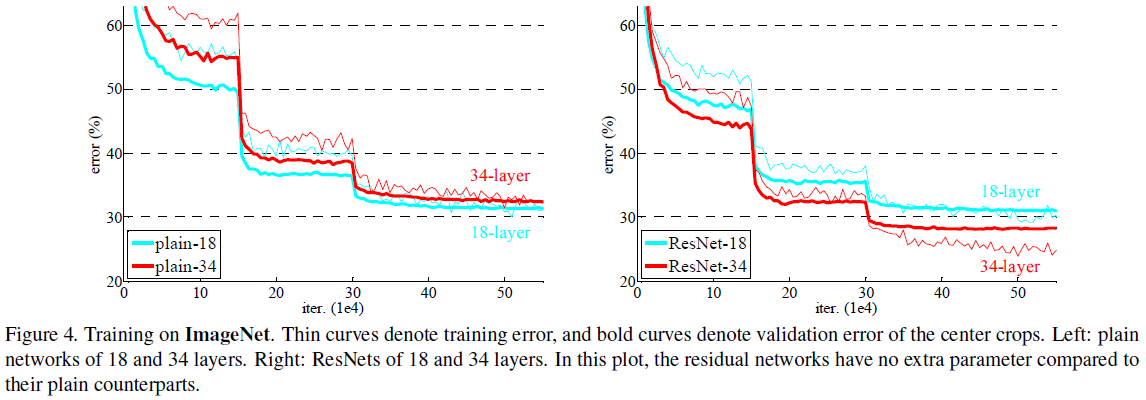 60
50
40
30
20
error (%)
0 10 20 30 40 50
iter. (1e4)
34-layer
18-layer
plain-18
plain-34
60
50
40
30
20
error (%)
0 10 20 30 40 50
iter. (1e4)
18-layer
34-layer
ResNet-18
ResNet-34
Figure 4. Training on ImageNet. Thin curves denote training error, and bold curves denote validation error of the center crops. Left: plain
networks of 18 and 34 layers. Right: ResNets of 18 and 34 layers. In this plot, the residual networks have no extra parameter compared to
their plain counterparts.